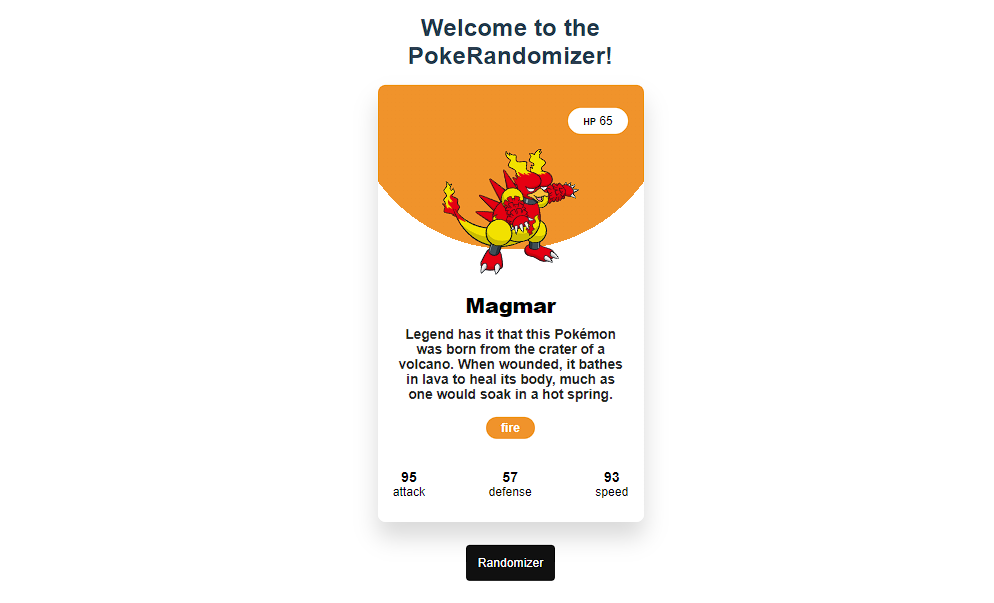 Welcome to the
PokeRandomizer!
HP 65
Magmar
Legend has it that this Pokémon
was born from the crater of a
volcano. When wounded, it bathes
in lava to heal its body, much as
one would soak in a hot spring.
fire
95 57 93
attack defense speed
Randomizer